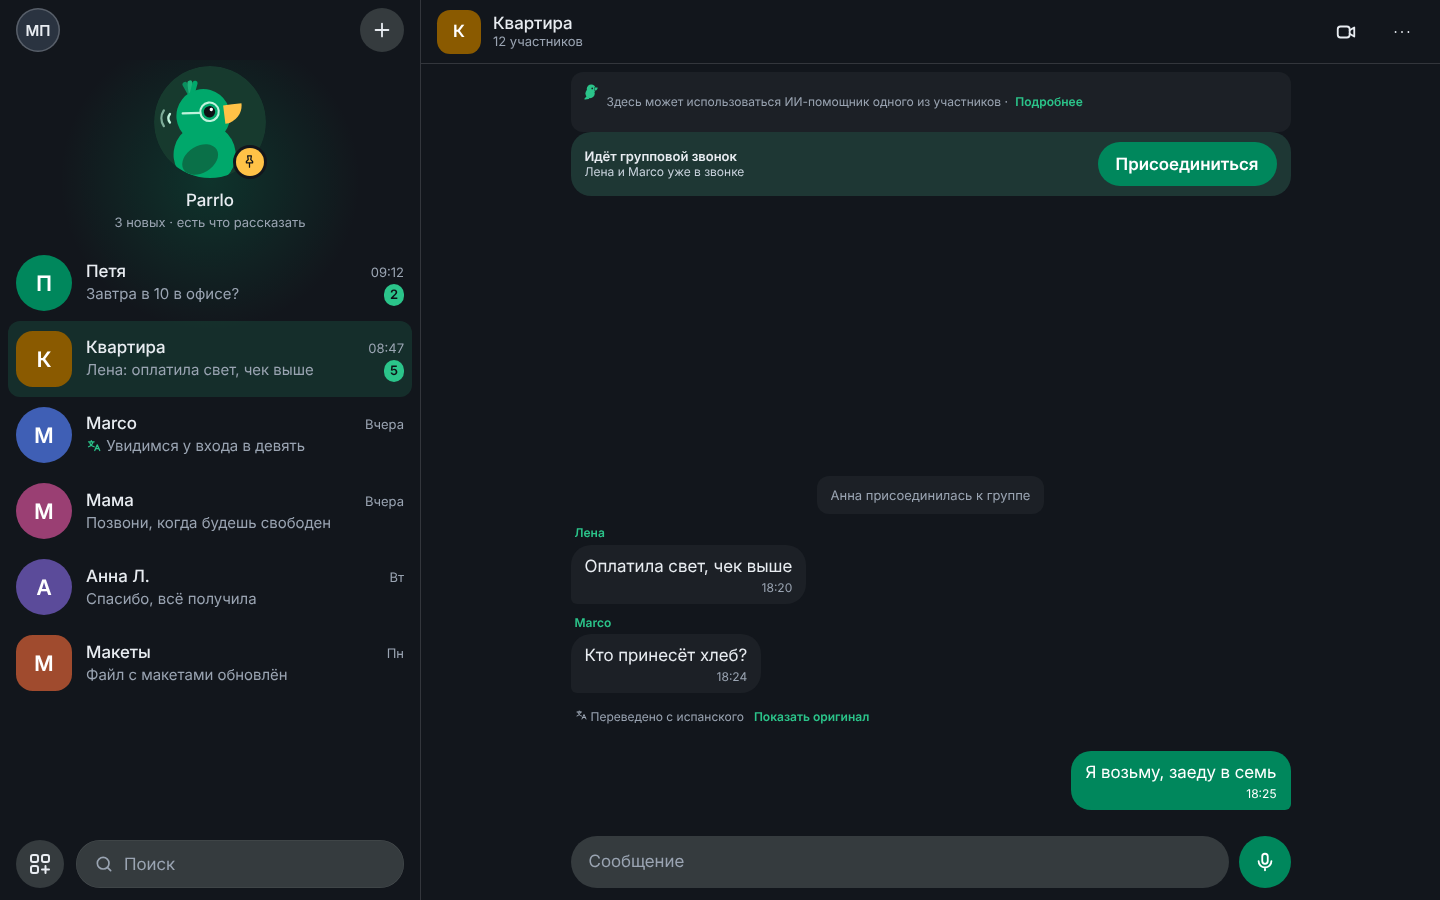 МП
Parrlo
3 новых · есть что рассказать
П
Петя
09:12
Завтра в 10 в офисе?
2
К
Квартира
08:47
Лена: оплатила свет, чек выше
5
M
Marco
Вчера
Увидимся у входа в девять
М
Мама
Вчера
Позвони, когда будешь свободен
А
Анна Л.
Вт
Спасибо, всё получила
М
Макеты
Пн
Файл с макетами обновлён
Поиск
К
Квартира
12 участников
Здесь может использоваться ИИ-помощник одного из участников · Подробнее
Идёт групповой звонок
Лена и Marco уже в звонке
Присоединиться
Анна присоединилась к группе
Лена
Оплатила свет, чек выше
18:20
Marco
Кто принесёт хлеб?
18:24
Переведено с испанского Показать оригинал
Я возьму, заеду в семь
18:25
Сообщение